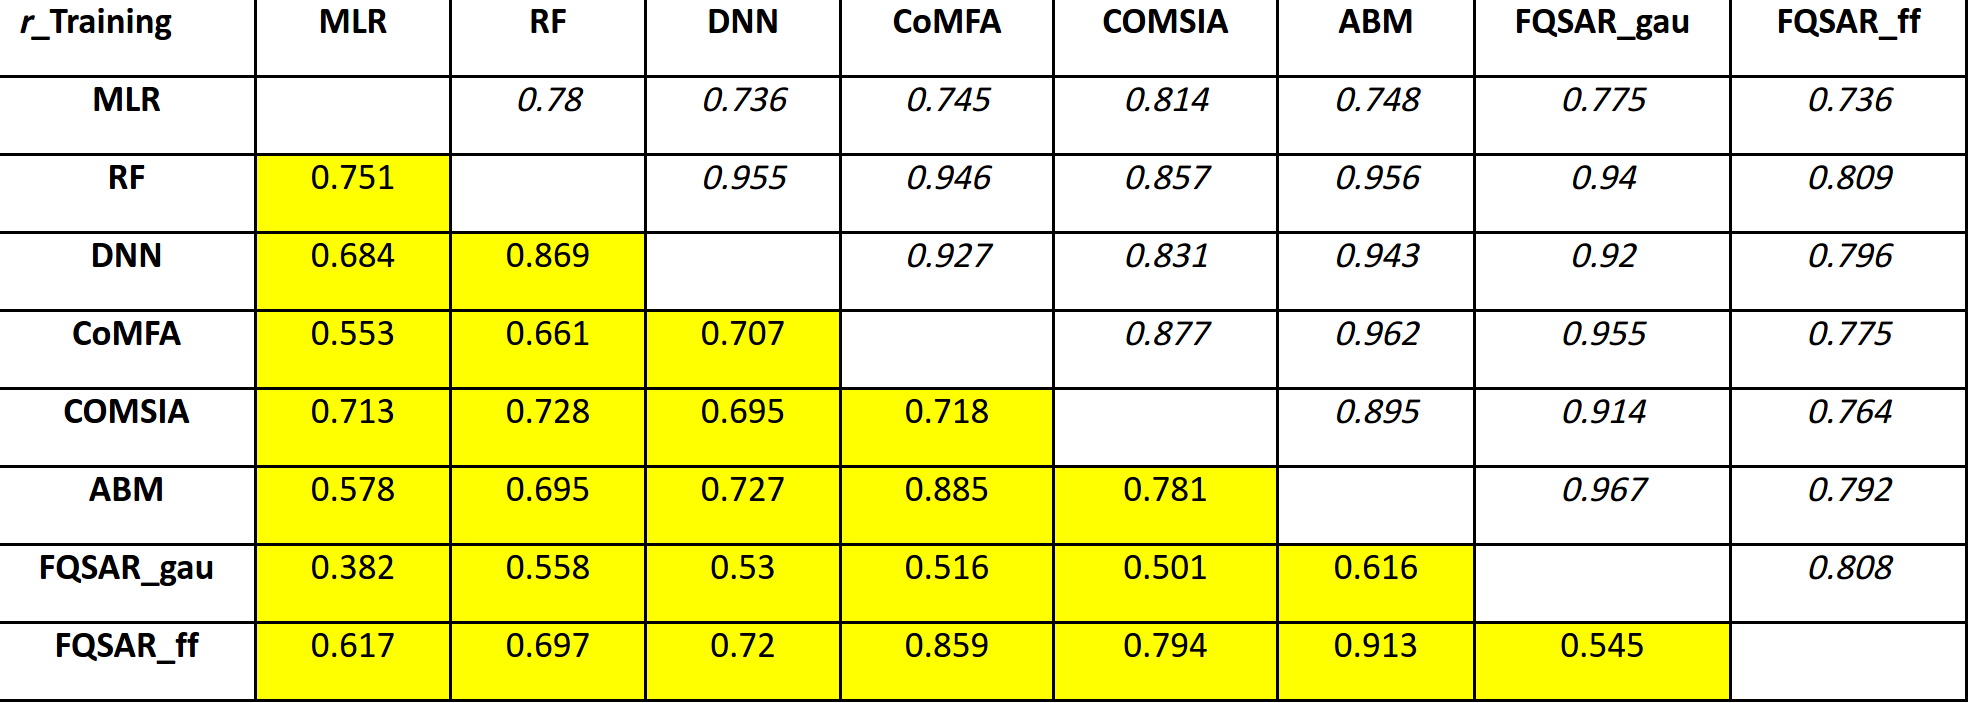 r_Training MLR RF DNN CoMFA COMSIA ABM FQSAR_gau FQSAR_ff
MLR 0.78 0.736 0.745 0.814 0.748 0.775 0.736
RF 0.751 0.955 0.946 0.857 0.956 0.94 0.809
DNN 0.684 0.869 0.927 0.831 0.943 0.92 0.796
CoMFA 0.553 0.661 0.707 0.877 0.962 0.955 0.775
COMSIA 0.713 0.728 0.695 0.718 0.895 0.914 0.764
ABM 0.578 0.695 0.727 0.885 0.781 0.967 0.792
FQSAR_gau 0.382 0.558 0.53 0.516 0.501 0.616 0.808
FQSAR_ff 0.617 0.697 0.72 0.859 0.794 0.913 0.545